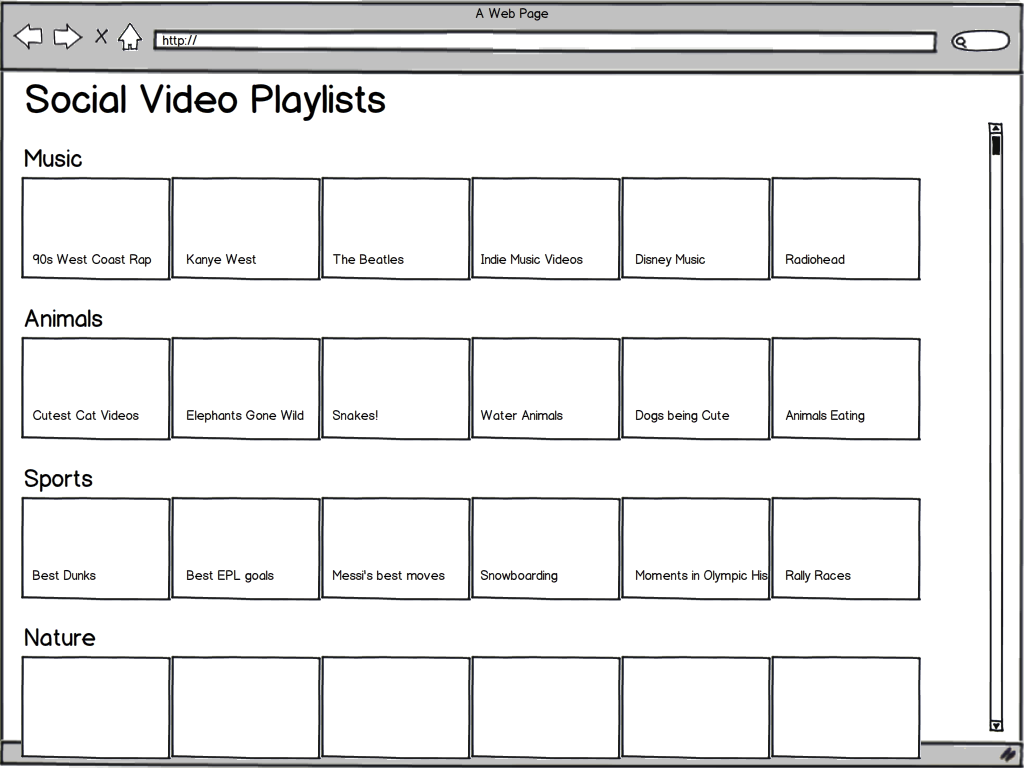 A Web Page
http://
Social Video Playlists
Music
90s West Coast Rap
Kanye West
The Beatles
Indie Music Videos
Disney Music
Radiohead
Animals
Cutest Cat Videos
Elephants Gone Wild
Snakes!
Water Animals
Dogs being Cute
Animals Eating
Sports
Best Dunks
Best EPL goals
Messi's best moves
Snowboarding
Moments in Olympic His
Rally Races
Nature